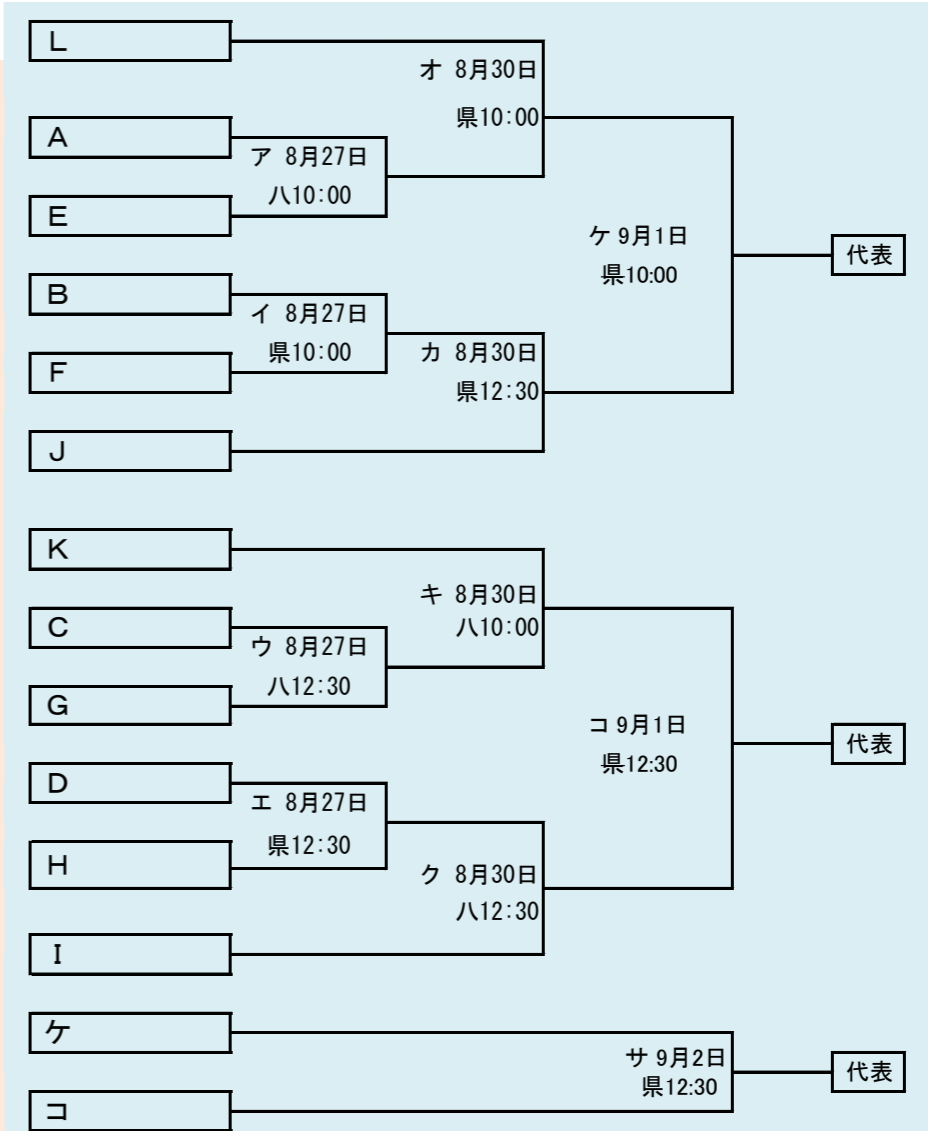 L
オ 8月30日
県10:00
A
ア 8月27日
八10:00
E
ケ 9月1日
県10:00
代表
B
イ 8月27日
県10:00
F
カ 8月30日
県12:30
J
K
キ 8月30日
八10:00
C
ウ 8月27日
八12:30
G
コ 9月1日
県12:30
代表
D
エ 8月27日
県12:30
H
ク 8月30日
八12:30
I
ケ
サ 9月2日
県12:30
代表
コ